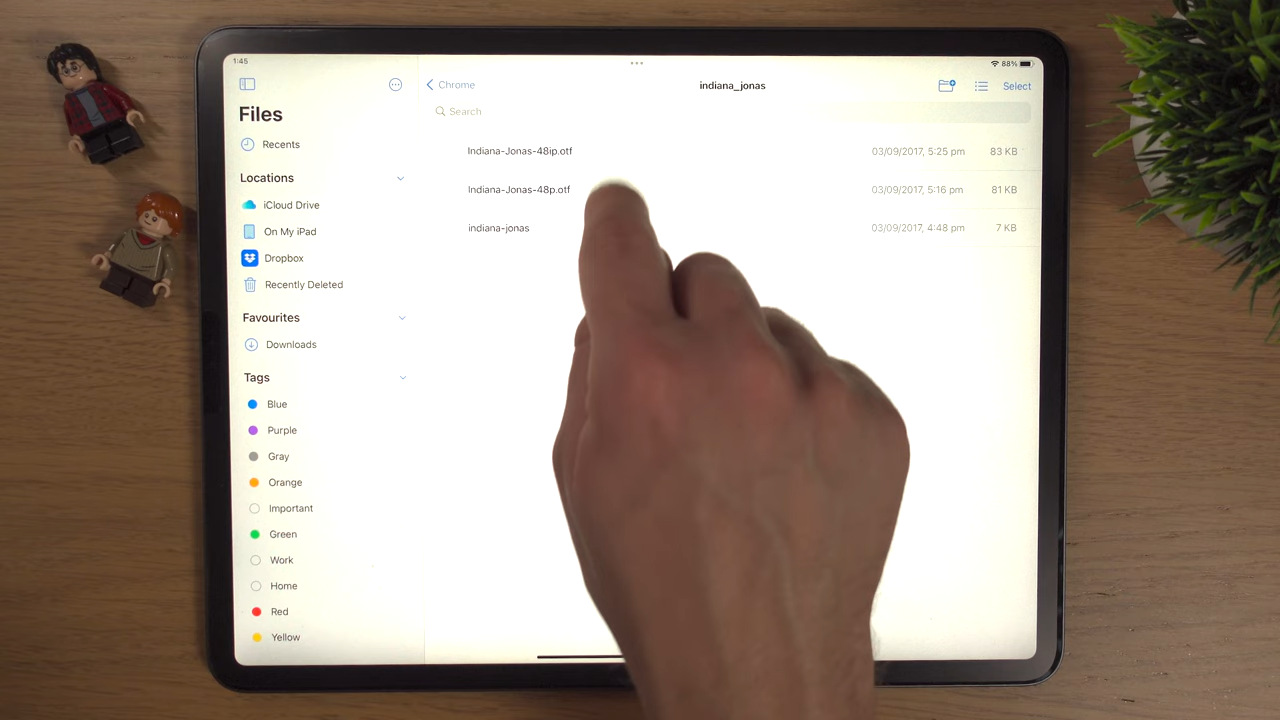 1:45
88%
Chrome
indiana_jonas
Select
Files
Search
Recents
Indiana-Jonas-48ip.otf 03/09/2017, 5:25 pm 83 KB
Locations
Indiana-Jonas-48p.otf 03/09/2017, 5:16 pm 81 KB
iCloud Drive
indiana-jonas 03/09/2017, 4:48 pm 7 KB
On My iPad
Dropbox
Recently Deleted
Favourites
Downloads
Tags
Blue
Purple
Gray
Orange
Important
Green
Work
Home
Red
Yellow